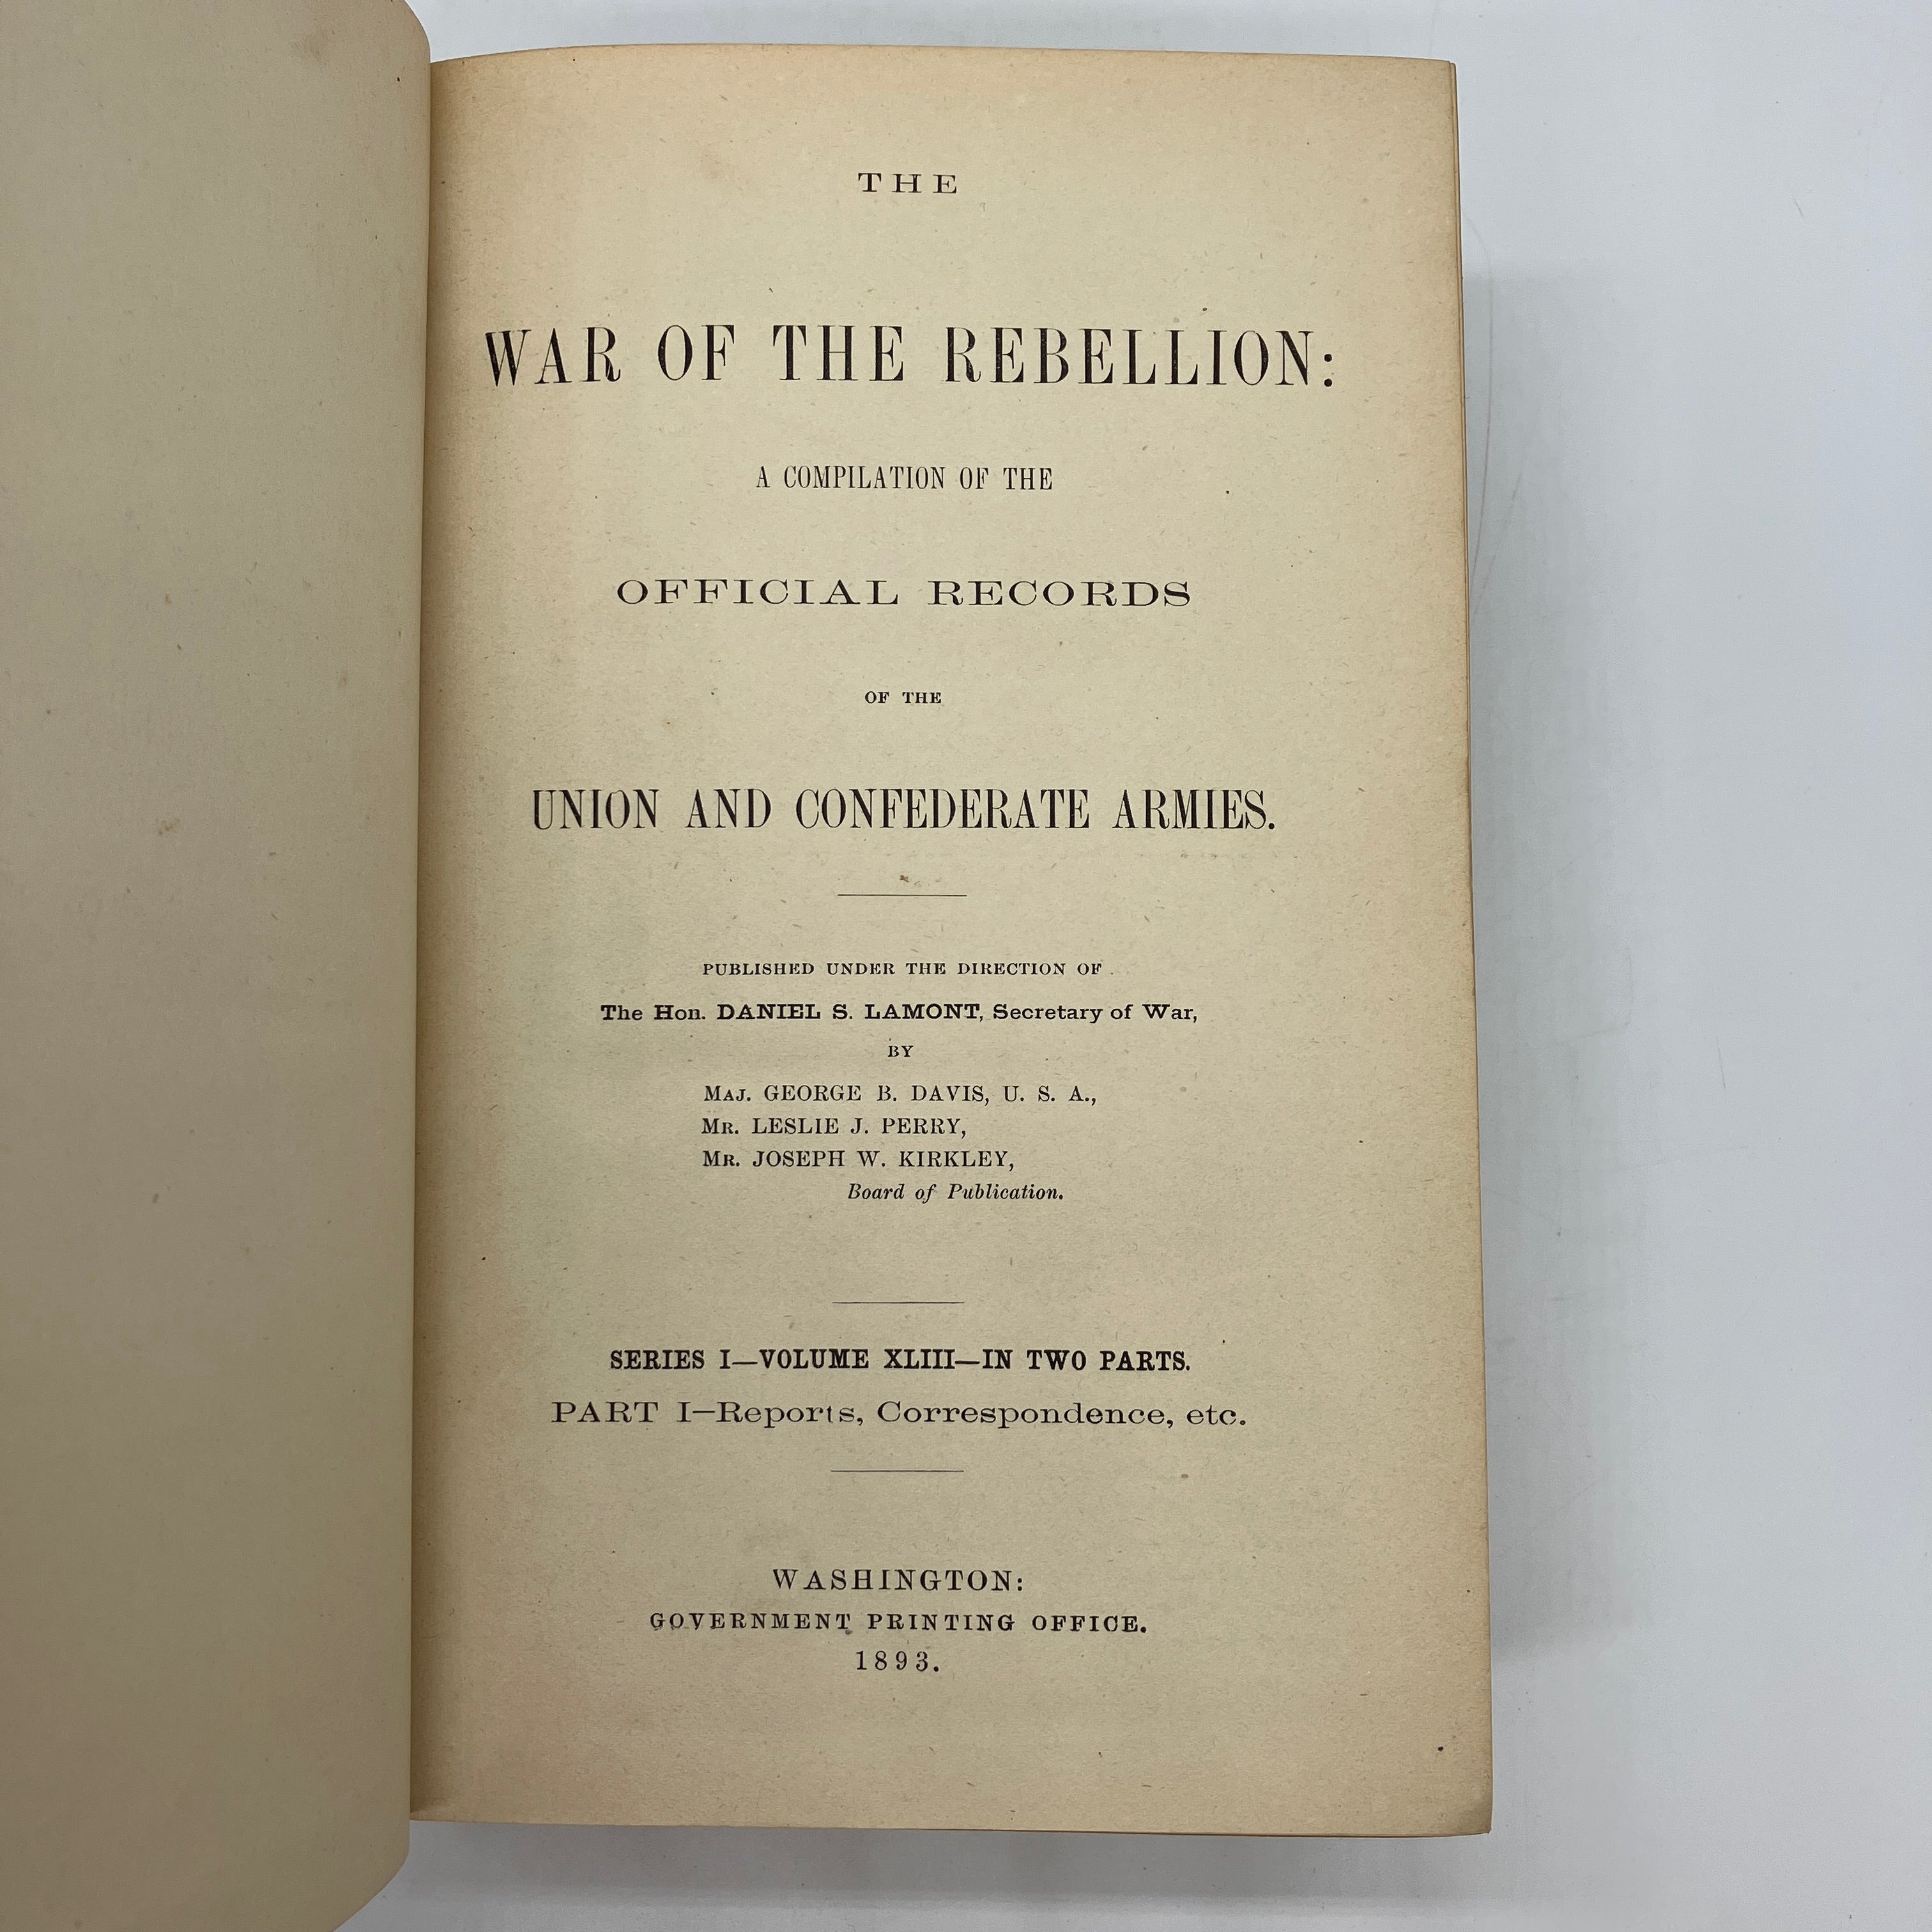 THE
WAR OF THE REBELLION:
A COMPILATION OF THE
OFFICIAL RECORDS
OF THE
UNION AND CONFEDERATE ARMIES.
PUBLISHED UNDER THE DIRECTION OF
The Hon. DANIEL S. LAMONT, Secretary of War,
BY
MAJ. GEORGE B. DAVIS, U. S. A.,
MR. LESLIE J. PERRY,
MR. JOSEPH W. KIRKLEY,
Board of Publication.
SERIES I—VOLUME XLIII—IN TWO PARTS.
PART I—Reports, Correspondence, etc.
WASHINGTON:
GOVERNMENT PRINTING OFFICE.
1893.